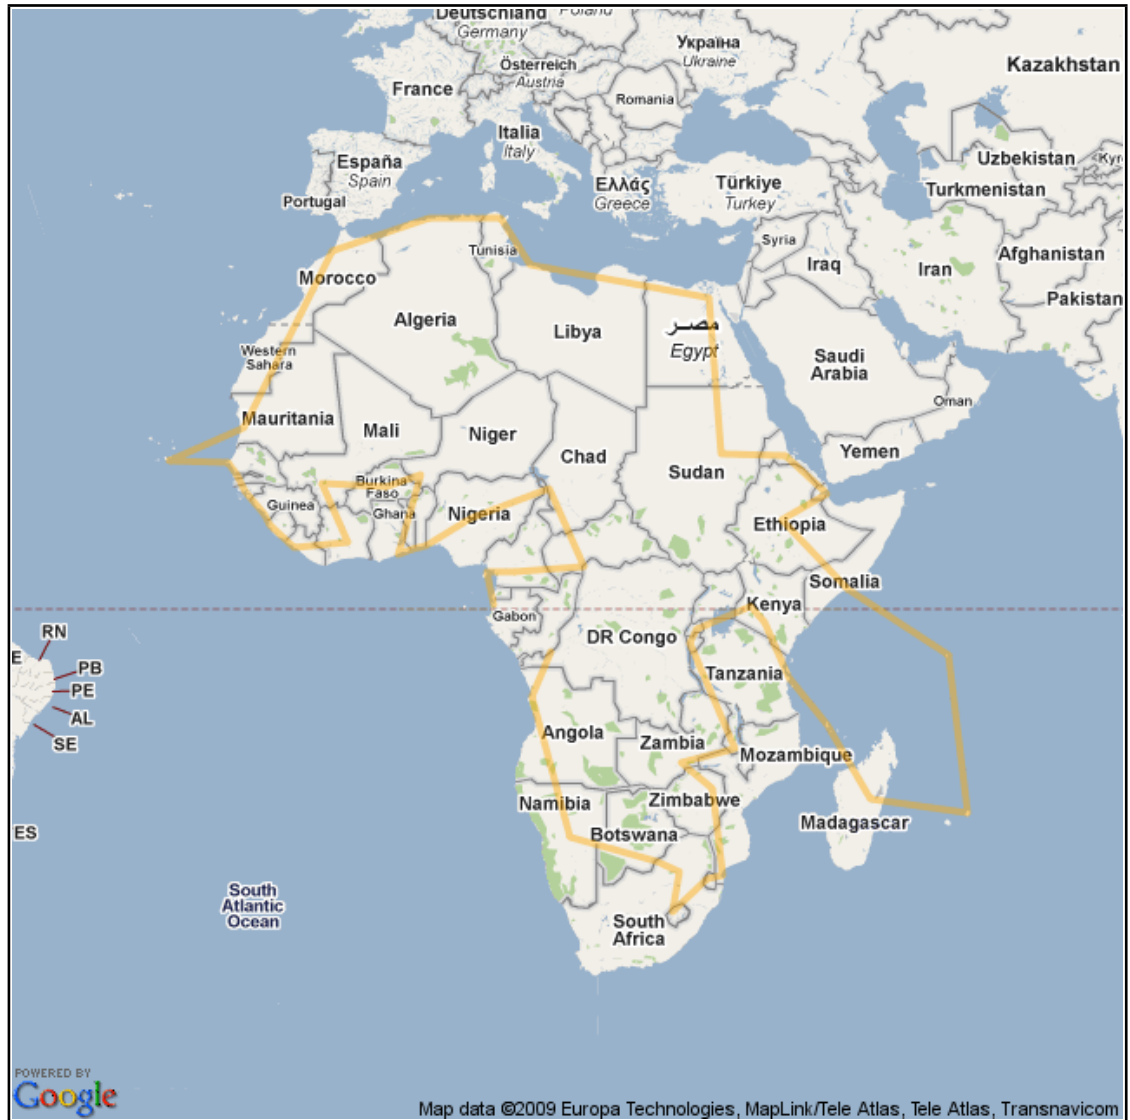 Deutschland
Germany
Poland
Україна
Ukraine
Kazakhstan
Österreich
Austria
France
Romania
Italia
Italy
Uzbekistan
Kyr
España
Spain
Ελλάς
Greece
Türkiye
Turkey
Turkmenistan
Portugal
Tunisia
Syria
Iraq
Iran
Afghanistan
Morocco
Pakistan
Algeria
Libya
مصر
Egypt
Western
Sahara
Saudi
Arabia
Oman
Mauritania
Mali
Niger
Chad
Sudan
Yemen
Burkina
Faso
Guinea
Ghana
Nigeria
Ethiopia
Somalia
Gabon
Kenya
DR Congo
RN
E
PB
PE
AL
SE
Tanzania
Angola
Zambia
Mozambique
Namibia
Zimbabwe
Madagascar
Botswana
ES
South
Atlantic
Ocean
South
Africa
POWERED BY
Google
Map data ©2009 Europa Technologies, MapLink/Tele Atlas, Tele Atlas, Transnavicom